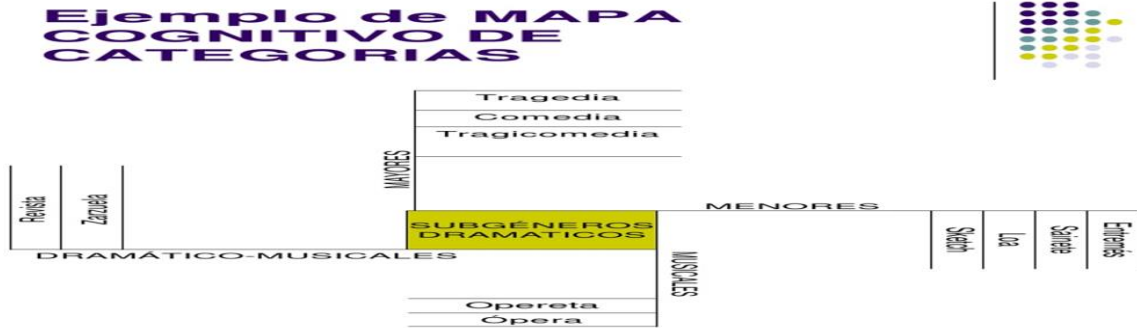 Ejemplo de MAPA
COGNITIVO DE
CATEGORIAS
Tragedia
Comedia
Tragicomedia
MAYORES
Revista
Zarzuela
SUBGÉNEROS
DRAMÁTICOS
MENORES
Sketch
Loa
Sainete
Entremés
DRAMÁTICO-MUSICALES
MUSICALES
Opereta
Ópera